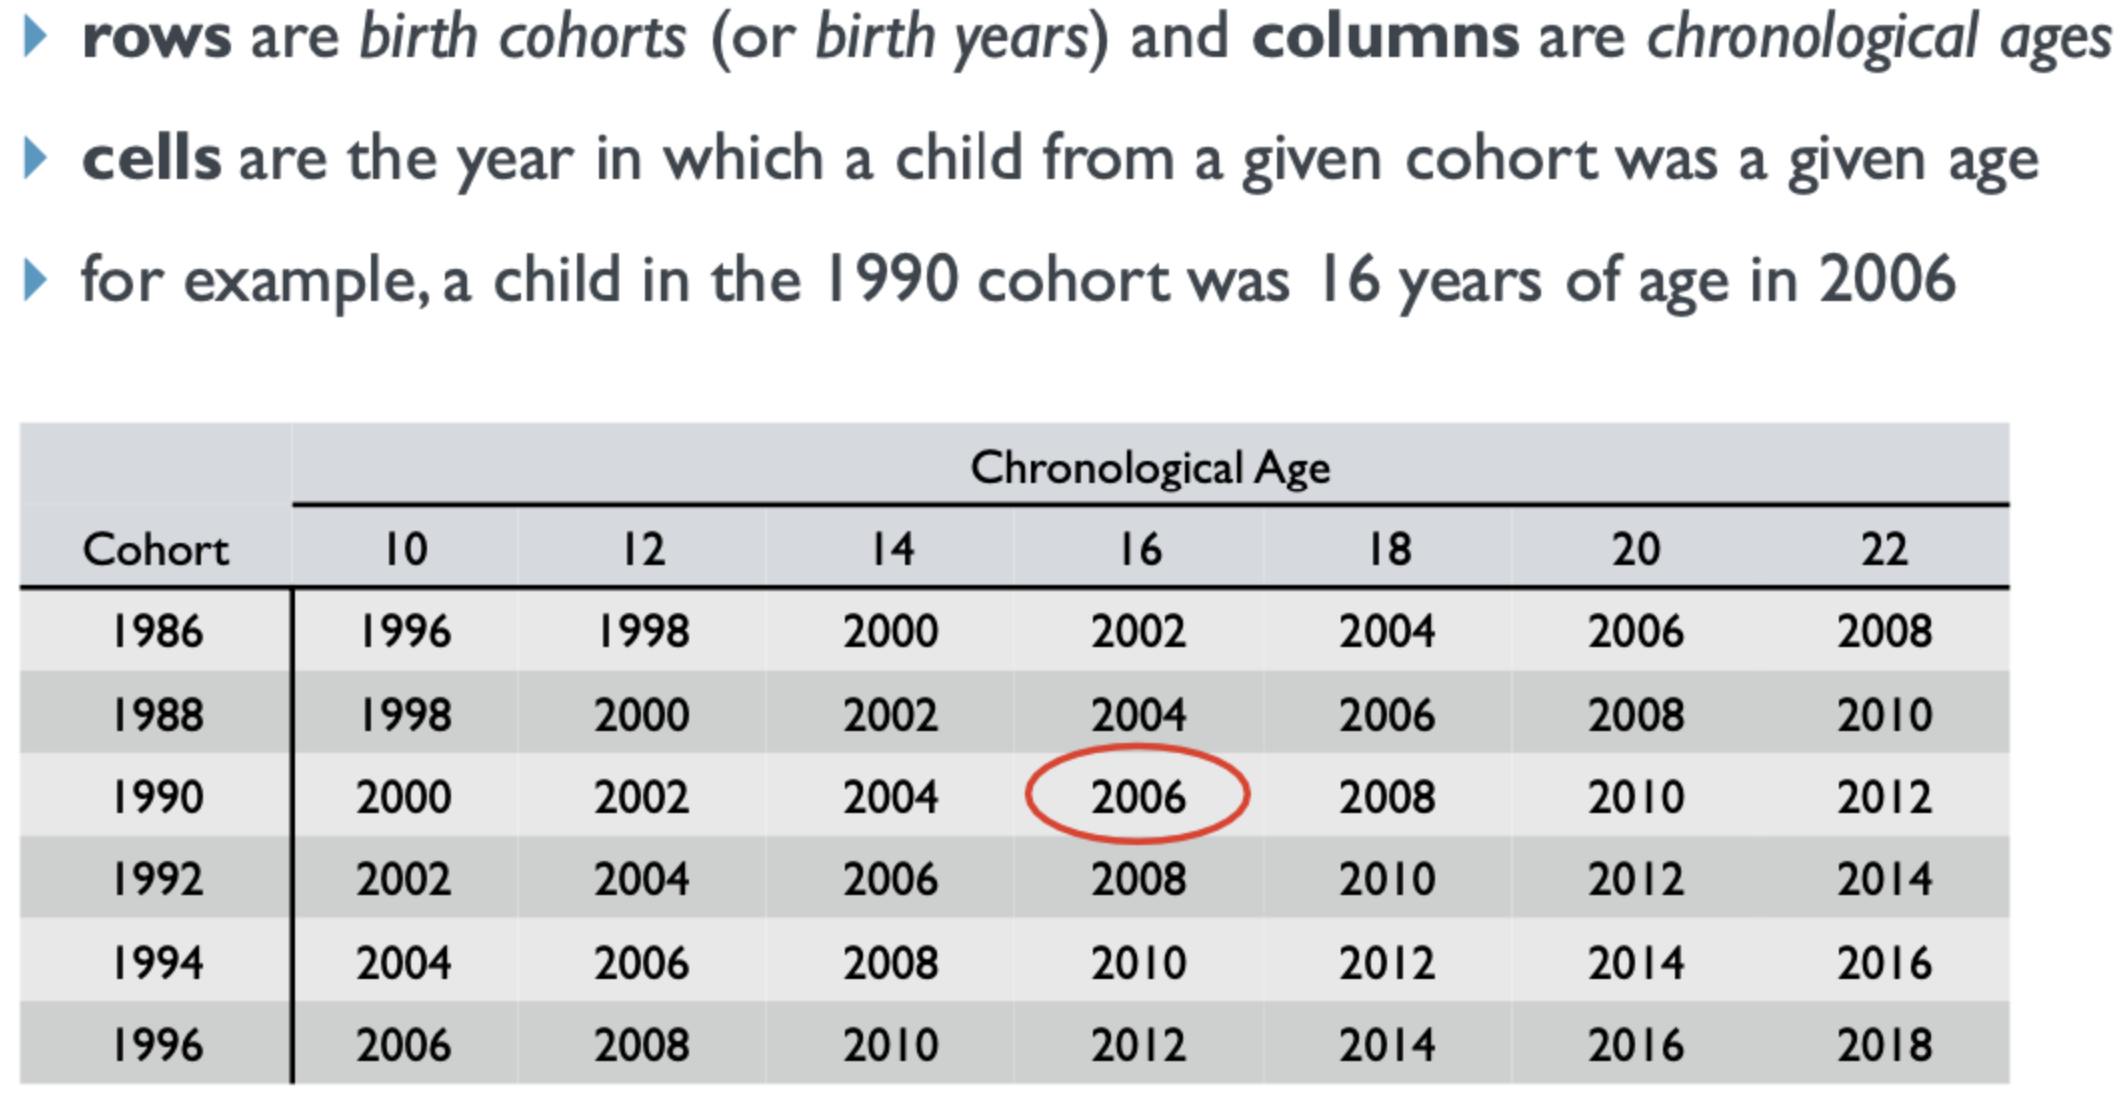 rows are birth cohorts (or birth years) and columns are chronological ages
cells are the year in which a child from a given cohort was a given age
for example, a child in the 1990 cohort was 16 years of age in 2006
Chronological Age
Cohort 10 12 14 16 18 20 22
1986 1996 1998 2000 2002 2004 2006 2008
1988 1998 2000 2002 2004 2006 2008 2010
1990 2000 2002 2004 2006 2008 2010 2012
1992 2002 2004 2006 2008 2010 2012 2014
1994 2004 2006 2008 2010 2012 2014 2016
1996 2006 2008 2010 2012 2014 2016 2018